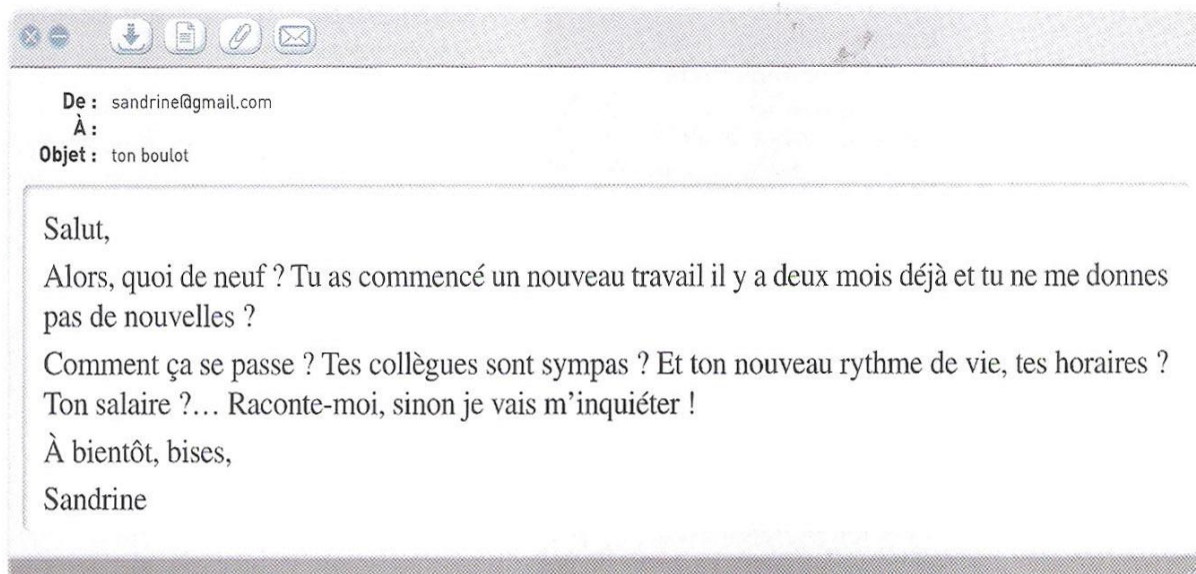 De : sandrine@gmail.com
À :
Objet : ton boulot
Salut,
Alors, quoi de neuf ? Tu as commencé un nouveau travail il y a deux mois déjà et tu ne me donnes
pas de nouvelles ?
Comment ça se passe ? Tes collègues sont sympas ? Et ton nouveau rythme de vie, tes horaires ?
Ton salaire ?… Raconte-moi, sinon je vais m'inquiéter !
À bientôt, bises,
Sandrine